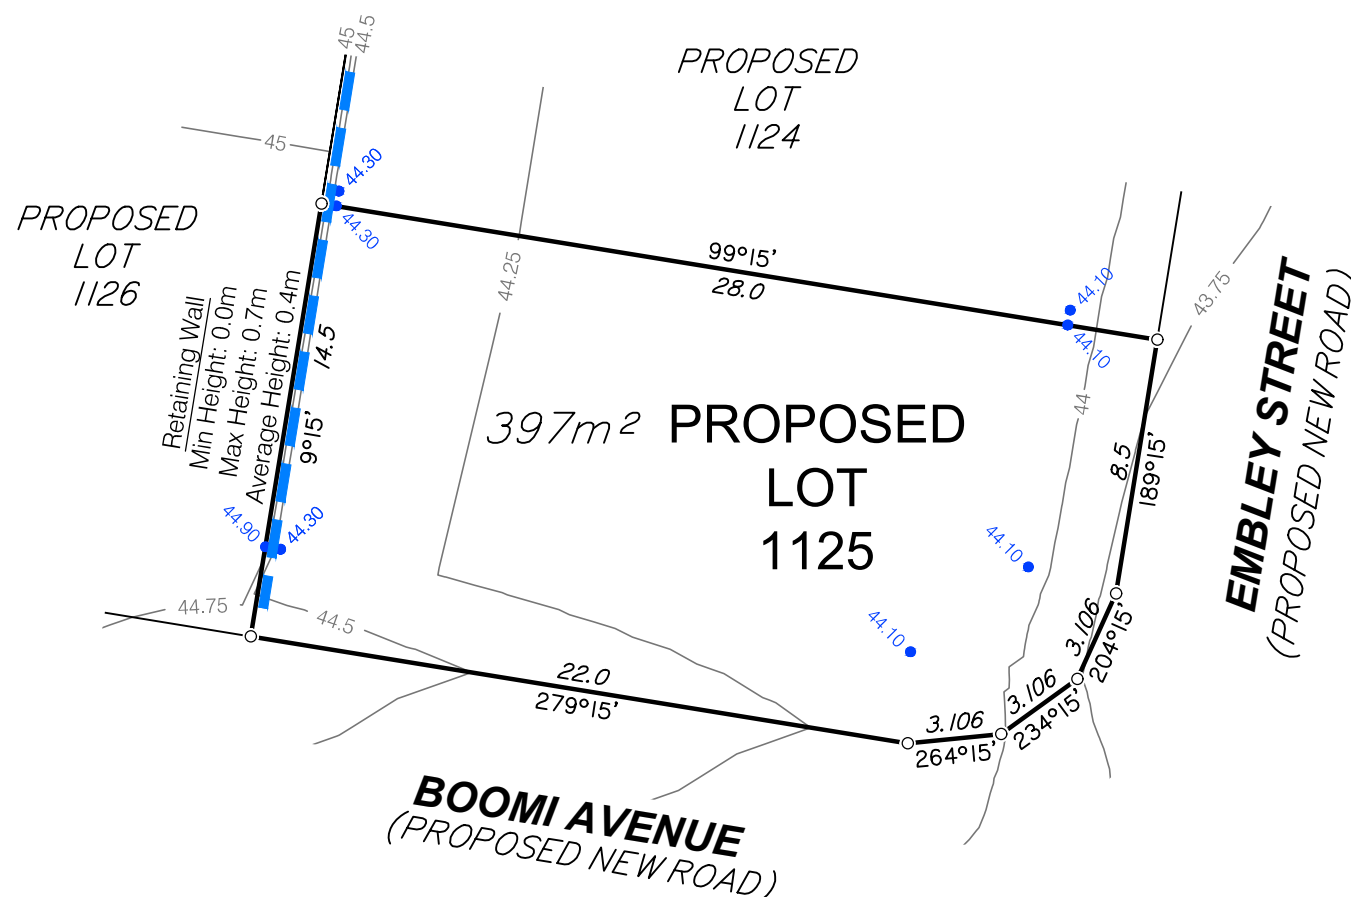 45
44.5
PROPOSED
LOT
1124
45
44.30
44.30
PROPOSED
LOT
1126
99°15'
28.0
44.25
44.10
44.10
43.75
Retaining Wall
Min Height: 0.0m
Max Height: 0.7m
Average Height: 0.4m
14.5
9°15'
397m²
PROPOSED
LOT
1125
44
8.5
189°15'
EMBLEY STREET
(PROPOSED NEW ROAD)
44.90
44.30
44.10
44.10
44.75
44.5
3.106
204°15'
3.106
234°15'
3.106
264°15'
22.0
279°15'
BOOMI AVENUE
(PROPOSED NEW ROAD)